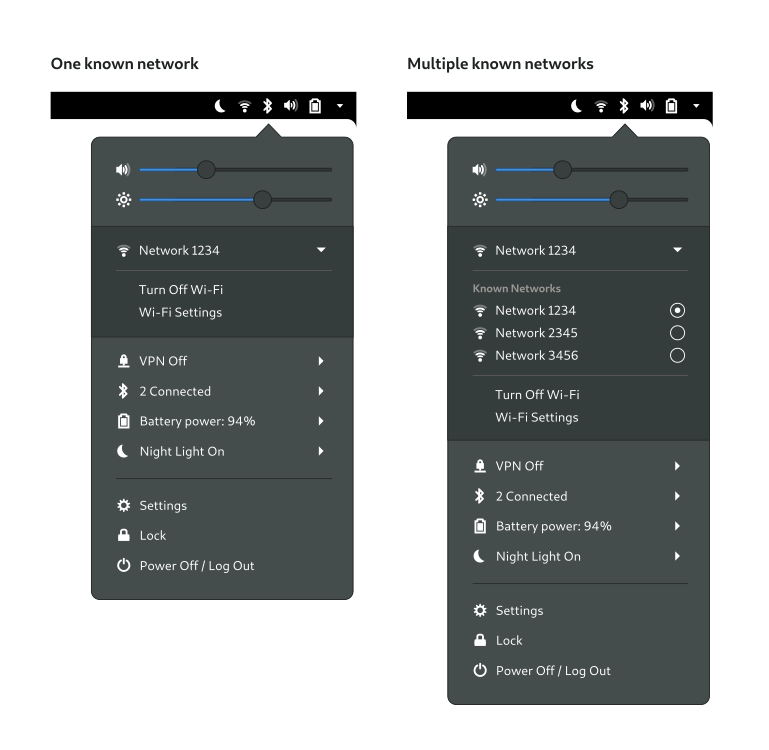 One known network
Network 1234
Turn Off Wi-Fi
Wi-Fi Settings
VPN Off
2 Connected
Battery power: 94%
Night Light On
Settings
Lock
Power Off / Log Out
Multiple known networks
Network 1234
Known Networks
Network 1234
Network 2345
Network 3456
Turn Off Wi-Fi
Wi-Fi Settings
VPN Off
2 Connected
Battery power: 94%
Night Light On
Settings
Lock
Power Off / Log Out